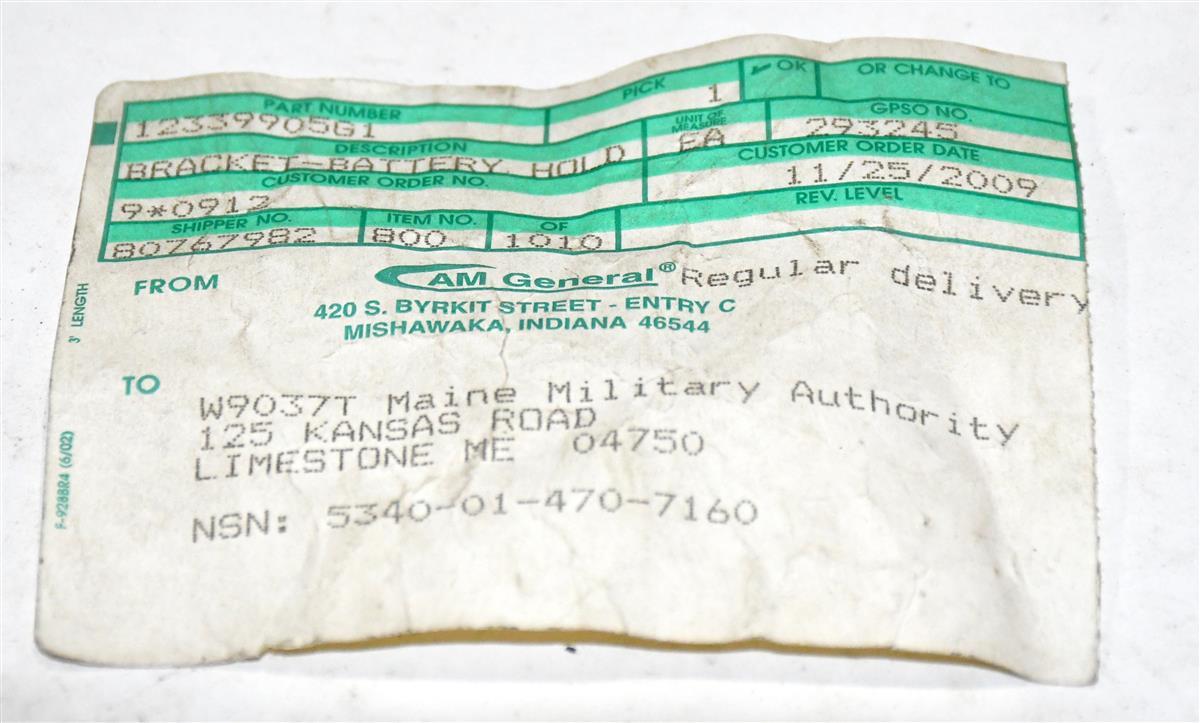 PART NUMBER PICK ✓ OK OR CHANGE TO
12339905G1 1
DESCRIPTION UNIT OF MEASURE GPSO NO.
BRACKET-BATTERY HOLD EA 293245
CUSTOMER ORDER NO. CUSTOMER ORDER DATE
9*0912 11/25/2009
SHIPPER NO. ITEM NO. OF REV. LEVEL
80767982 800 1010
FROM AM General® Regular delivery
420 S. BYRKIT STREET - ENTRY C
MISHAWAKA, INDIANA 46544
3' LENGTH
TO
W9037T Maine Military Authority
125 KANSAS ROAD
LIMESTONE ME 04750
NSN: 5340-01-470-7160
F-9288R4 (6/02)